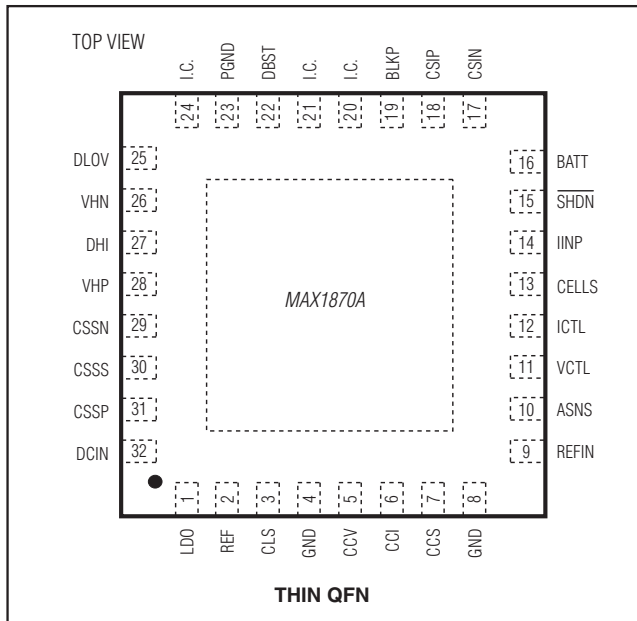 TOP VIEW
I.C.
PGND
DBST
I.C.
I.C.
BLKP
CSIP
CSIN
24
23
22
21
20
19
18
17
DLOV 25
VHN 26
DHI 27
VHP 28
CSSN 29
CSSS 30
CSSP 31
DCIN 32
MAX1870A
16 BATT
15 SHDN
14 IINP
13 CELLS
12 ICTL
11 VCTL
10 ASNS
9 REFIN
1
2
3
4
5
6
7
8
LDO
REF
CLS
GND
CCV
CCI
CCS
GND
THIN QFN